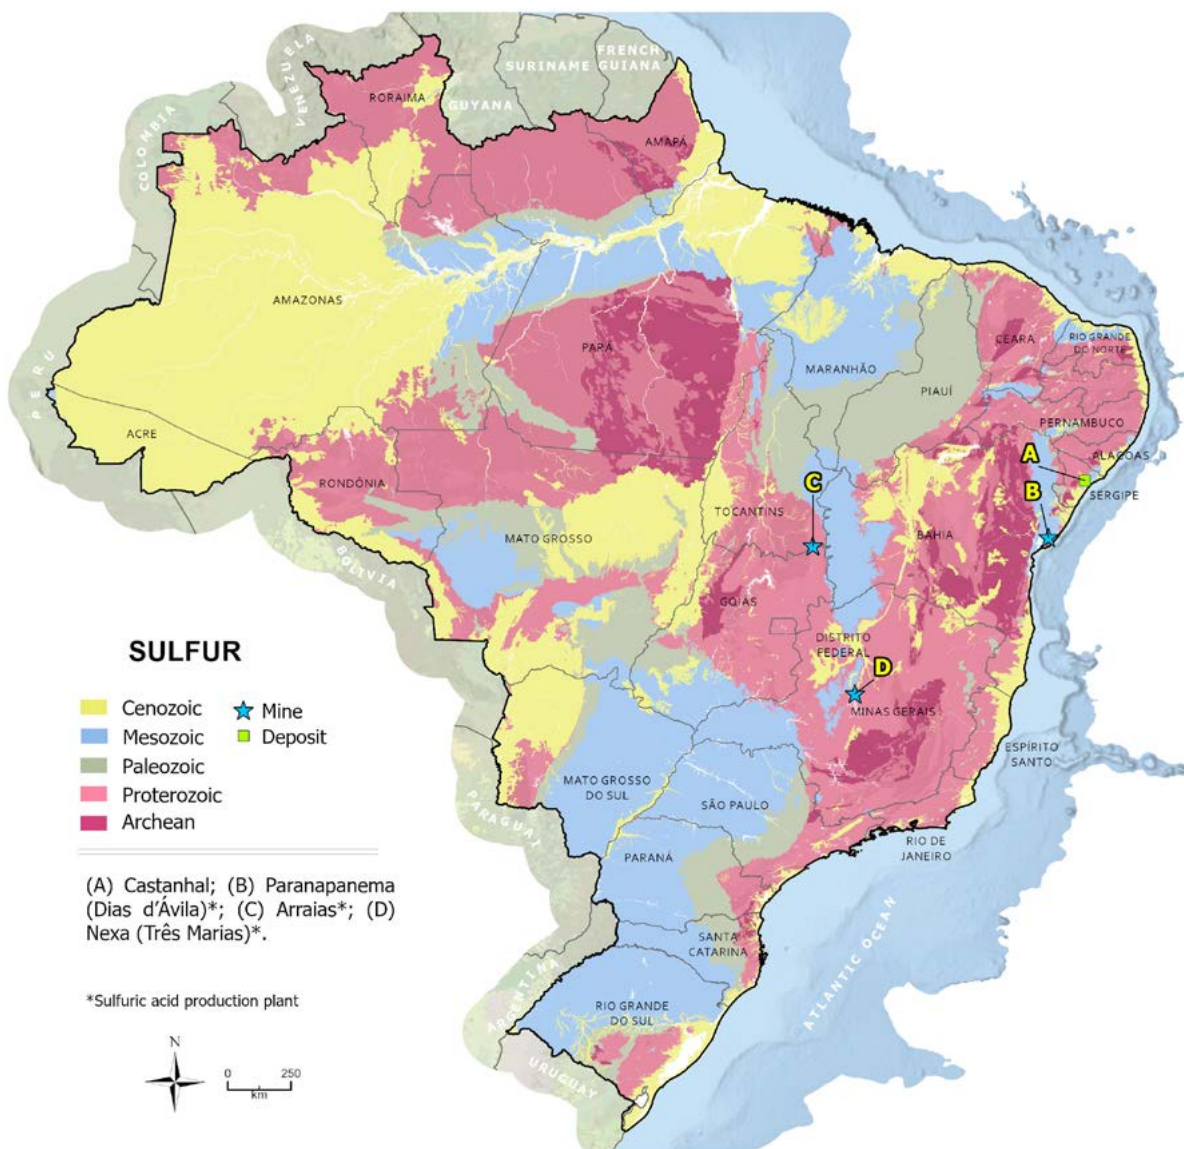 VENEZUELA
COLOMBIA
SURINAME
FRENCH
GUIANA
GUYANA
RORAIMA
AMAPÁ
AMAZONAS
PARÁ
MARANHÃO
CEARA
RIO GRANDE
DO NORTE
PIAUÍ
PERNAMBUCO
ALAGOAS
SERGIPE
PERU
ACRE
RONDÔNIA
MATO GROSSO
TOCANTINS
BAHIA
A
B
C
D
BOLIVIA
GOIÁS
DISTRITO
FEDERAL
MINAS GERAIS
ESPÍRITO
SANTO
MATO GROSSO
DO SUL
SÃO PAULO
RIO DE
JANEIRO
PARAGUAI
PARANÁ
SANTA
CATARINA
ARGENTINA
RIO GRANDE
DO SUL
URUGUAY
ATLANTIC OCEAN
SULFUR
Cenozoic
Mesozoic
Paleozoic
Proterozoic
Archean
Mine
Deposit
(A) Castanhal; (B) Paranapanema
(Dias d’Ávila)*; (C) Arraias*; (D)
Nexa (Três Marias)*.
*Sulfuric acid production plant
N
0 250
km